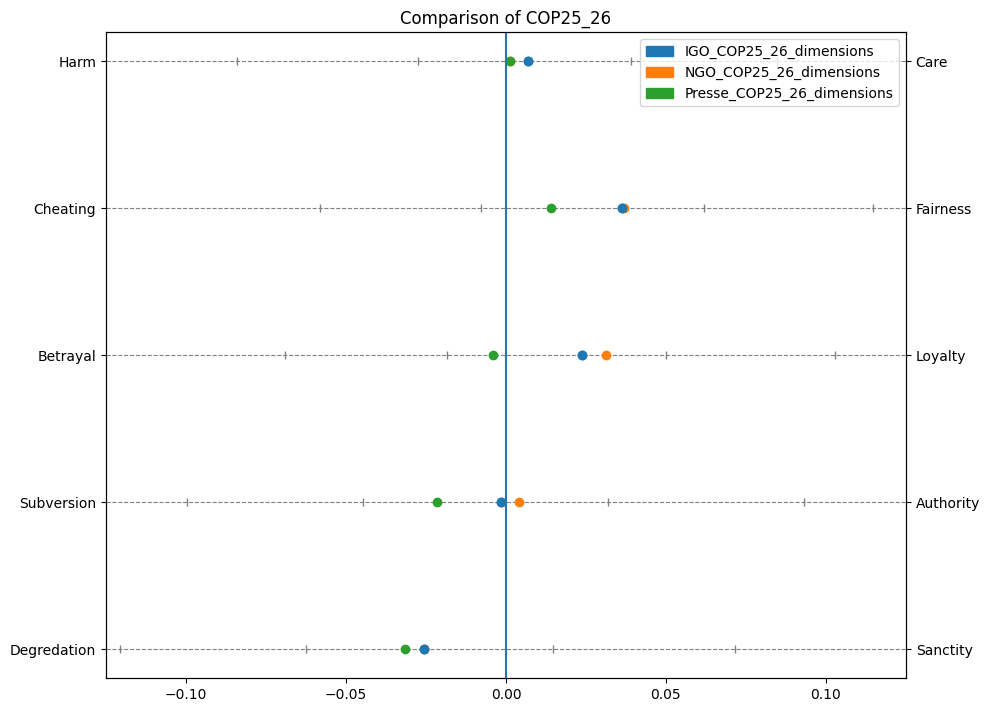 Comparison of COP25_26
IGO_COP25_26_dimensions
NGO_COP25_26_dimensions
Presse_COP25_26_dimensions
Harm
Care
Cheating
Fairness
Betrayal
Loyalty
Subversion
Authority
Degredation
Sanctity
−0.10
−0.05
0.00
0.05
0.10